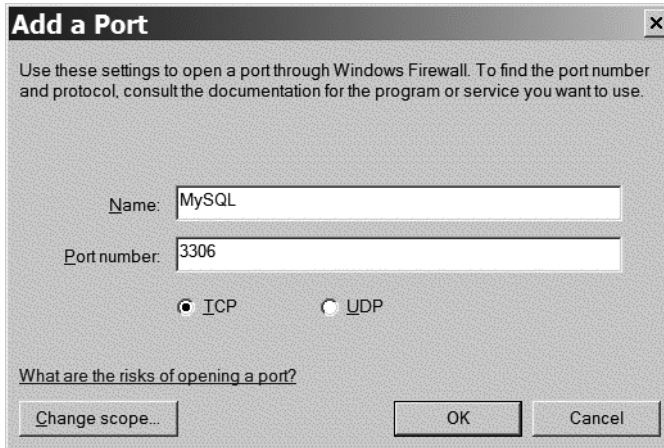 Add a Port
Use these settings to open a port through Windows Firewall. To find the port number
and protocol, consult the documentation for the program or service you want to use.
Name: MySQL
Port number: 3306
TCP UDP
What are the risks of opening a port?
Change scope... OK Cancel